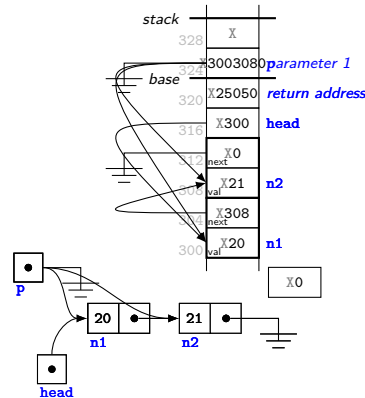 stack
328 X
324 X3003080 parameter 1
base
320 X25050 return address
316 X300 head
312 X0
next
308 X21 n2
val
304 X308
next
300 X20 n1
val
X0
p
20 21
n1 n2
head